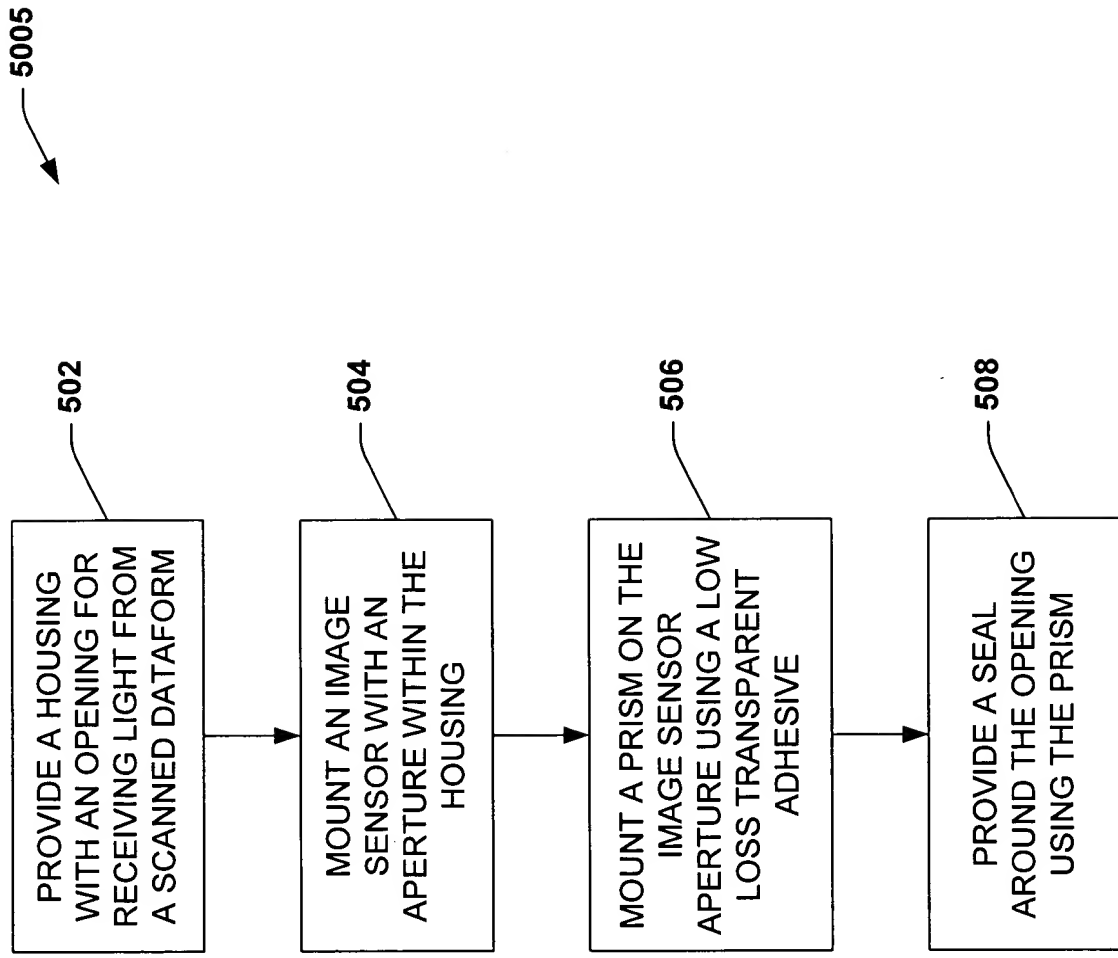 5005
502
PROVIDE A HOUSING
WITH AN OPENING FOR
RECEIVING LIGHT FROM
A SCANNED DATAFORM
504
MOUNT AN IMAGE
SENSOR WITH AN
APERTURE WITHIN THE
HOUSING
506
MOUNT A PRISM ON THE
IMAGE SENSOR
APERTURE USING A LOW
LOSS TRANSPARENT
ADHESIVE
508
PROVIDE A SEAL
AROUND THE OPENING
USING THE PRISM